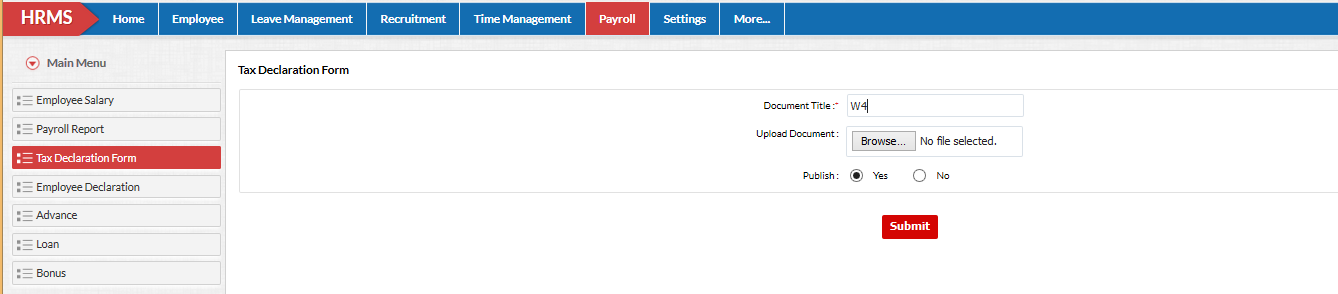 HRMS Home Employee Leave Management Recruitment Time Management Payroll Settings More...
Main Menu
Employee Salary
Payroll Report
Tax Declaration Form
Employee Declaration
Advance
Loan
Bonus
Tax Declaration Form
Document Title :* W4
Upload Document : Browse... No file selected.
Publish : Yes No
Submit